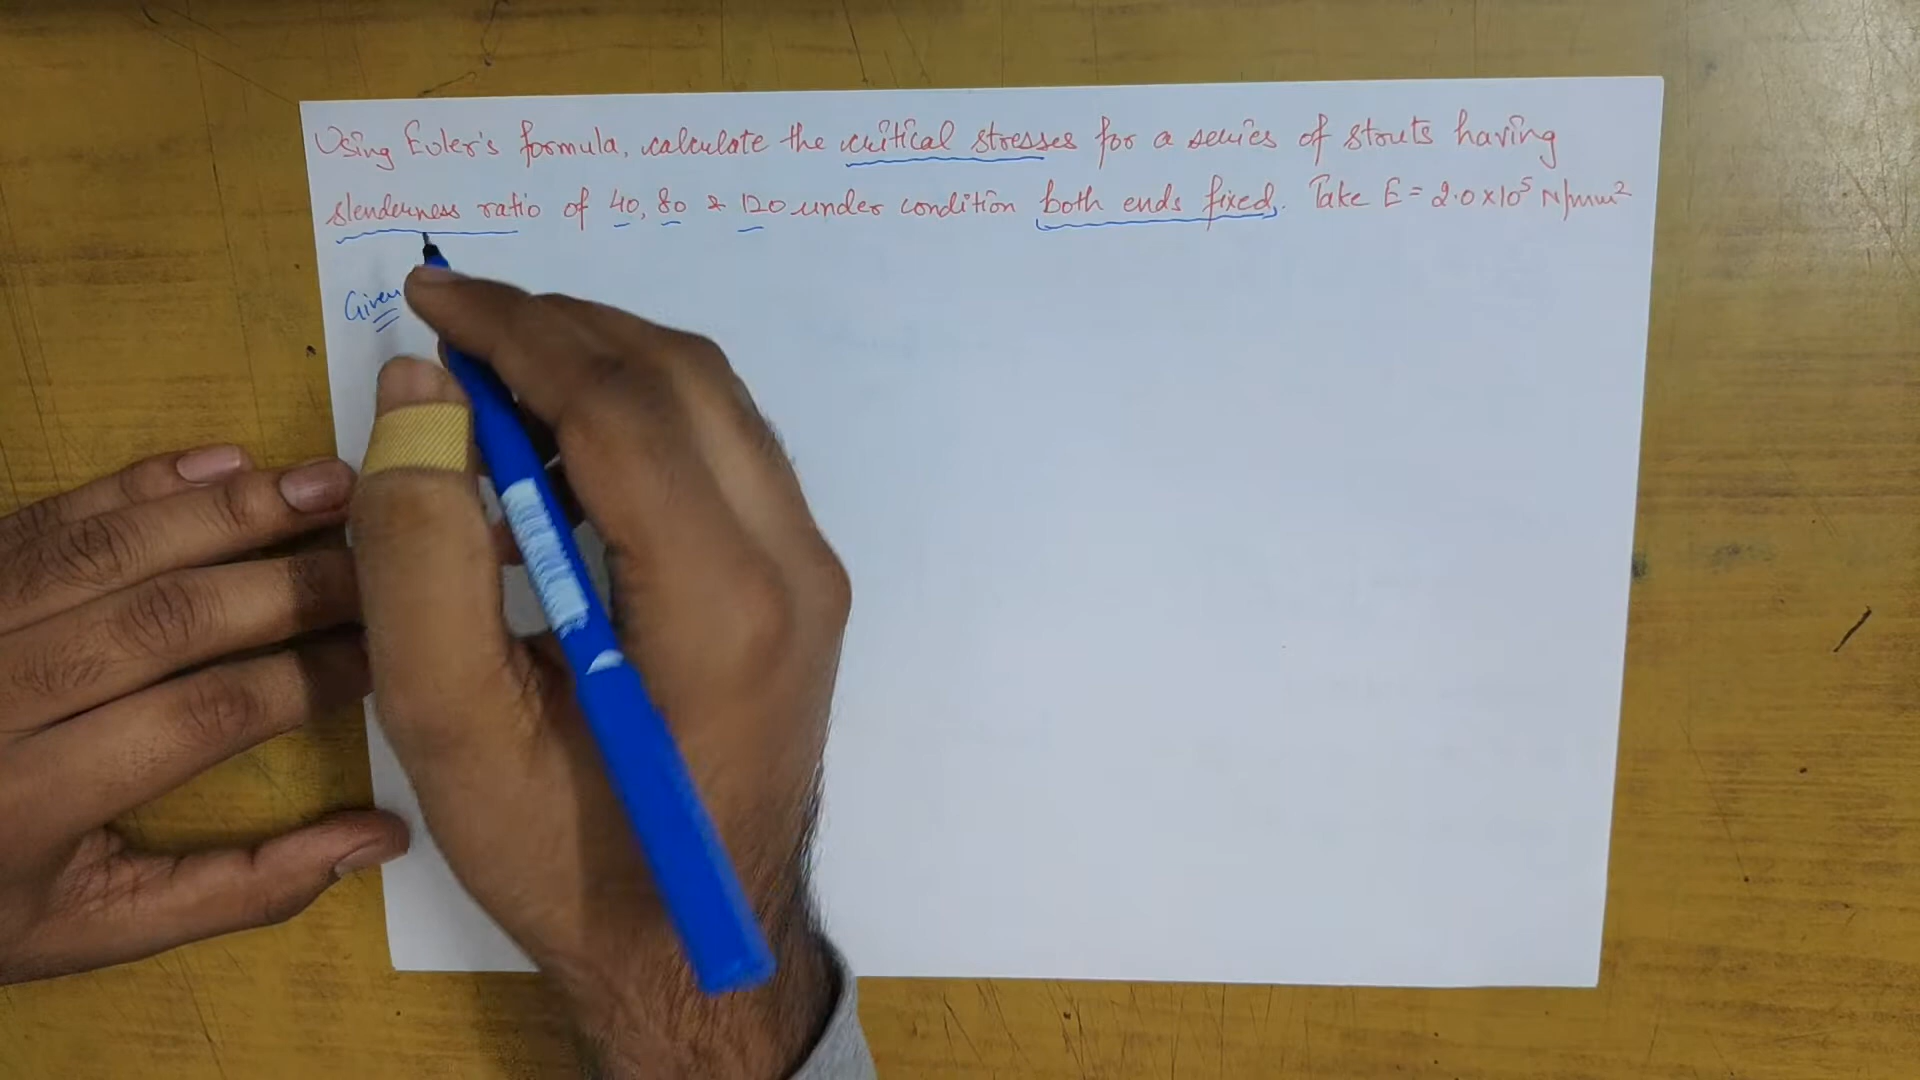 Using Euler's formula, calculate the critical stresses for a series of struts having
slenderness ratio of 40, 80 & 120 under condition both ends fixed. Take E = 2.0 x 10⁵ N/mm²
Given